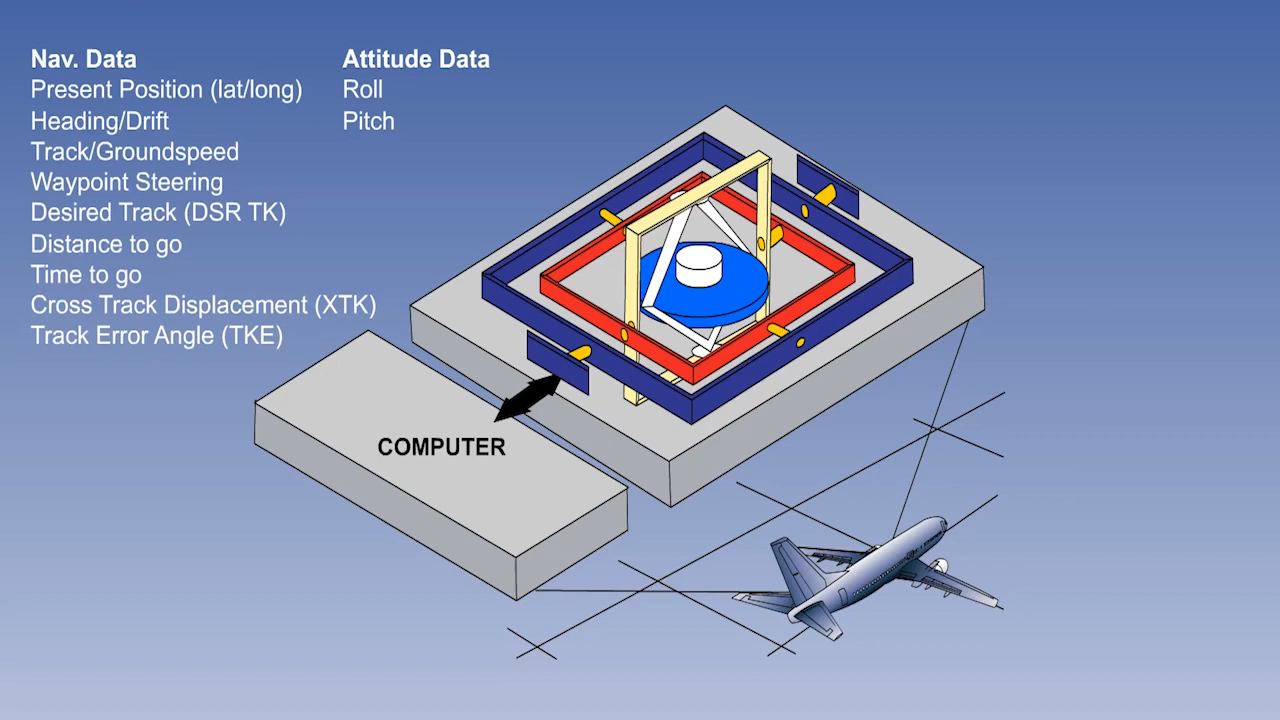 Nav. Data
Present Position (lat/long)
Heading/Drift
Track/Groundspeed
Waypoint Steering
Desired Track (DSR TK)
Distance to go
Time to go
Cross Track Displacement (XTK)
Track Error Angle (TKE)
Attitude Data
Roll
Pitch
COMPUTER